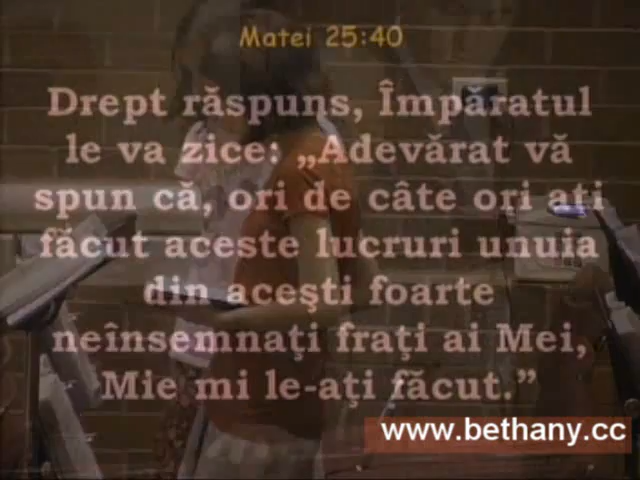 Matei 25:40
Drept răspuns, Împăratul
le va zice: „Adevărat vă
spun că, ori de câte ori aţi
făcut aceste lucruri unuia
din aceşti foarte
neînsemnaţi fraţi ai Mei,
Mie mi le-aţi făcut.”
www.bethany.cc